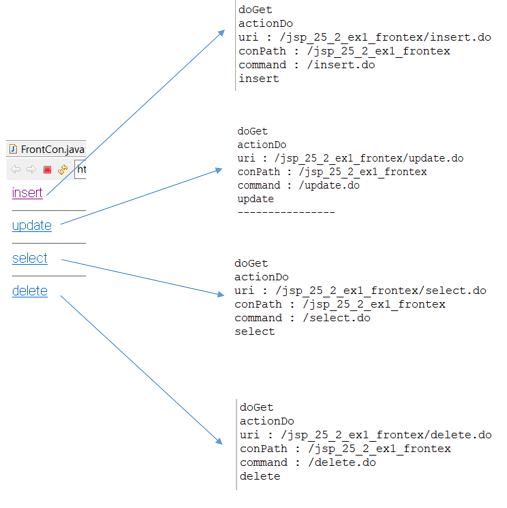 doGet
actionDo
uri : /jsp_25_2_ex1_frontex/insert.do
conPath : /jsp_25_2_ex1_frontex
command : /insert.do
insert
FrontCon.java
ht
insert
update
select
delete
doGet
actionDo
uri : /jsp_25_2_ex1_frontex/update.do
conPath : /jsp_25_2_ex1_frontex
command : /update.do
update
----------------
doGet
actionDo
uri : /jsp_25_2_ex1_frontex/select.do
conPath : /jsp_25_2_ex1_frontex
command : /select.do
select
doGet
actionDo
uri : /jsp_25_2_ex1_frontex/delete.do
conPath : /jsp_25_2_ex1_frontex
command : /delete.do
delete